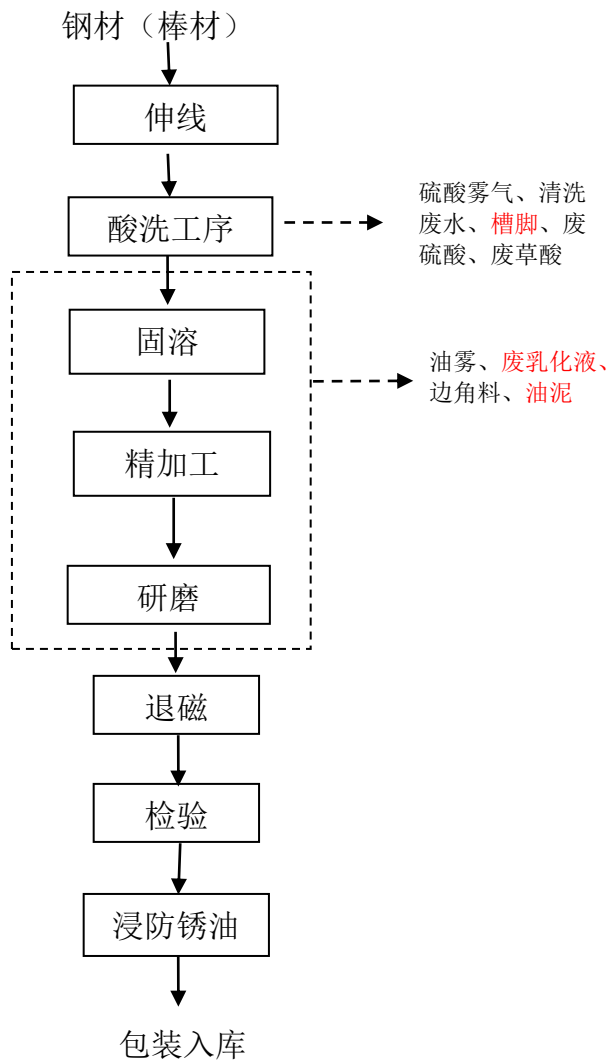 钢材（棒材）
伸线
酸洗工序
硫酸雾气、清洗
废水、槽脚、废
硫酸、废草酸
固溶
油雾、废乳化液、
边角料、油泥
精加工
研磨
退磁
检验
浸防锈油
包装入库